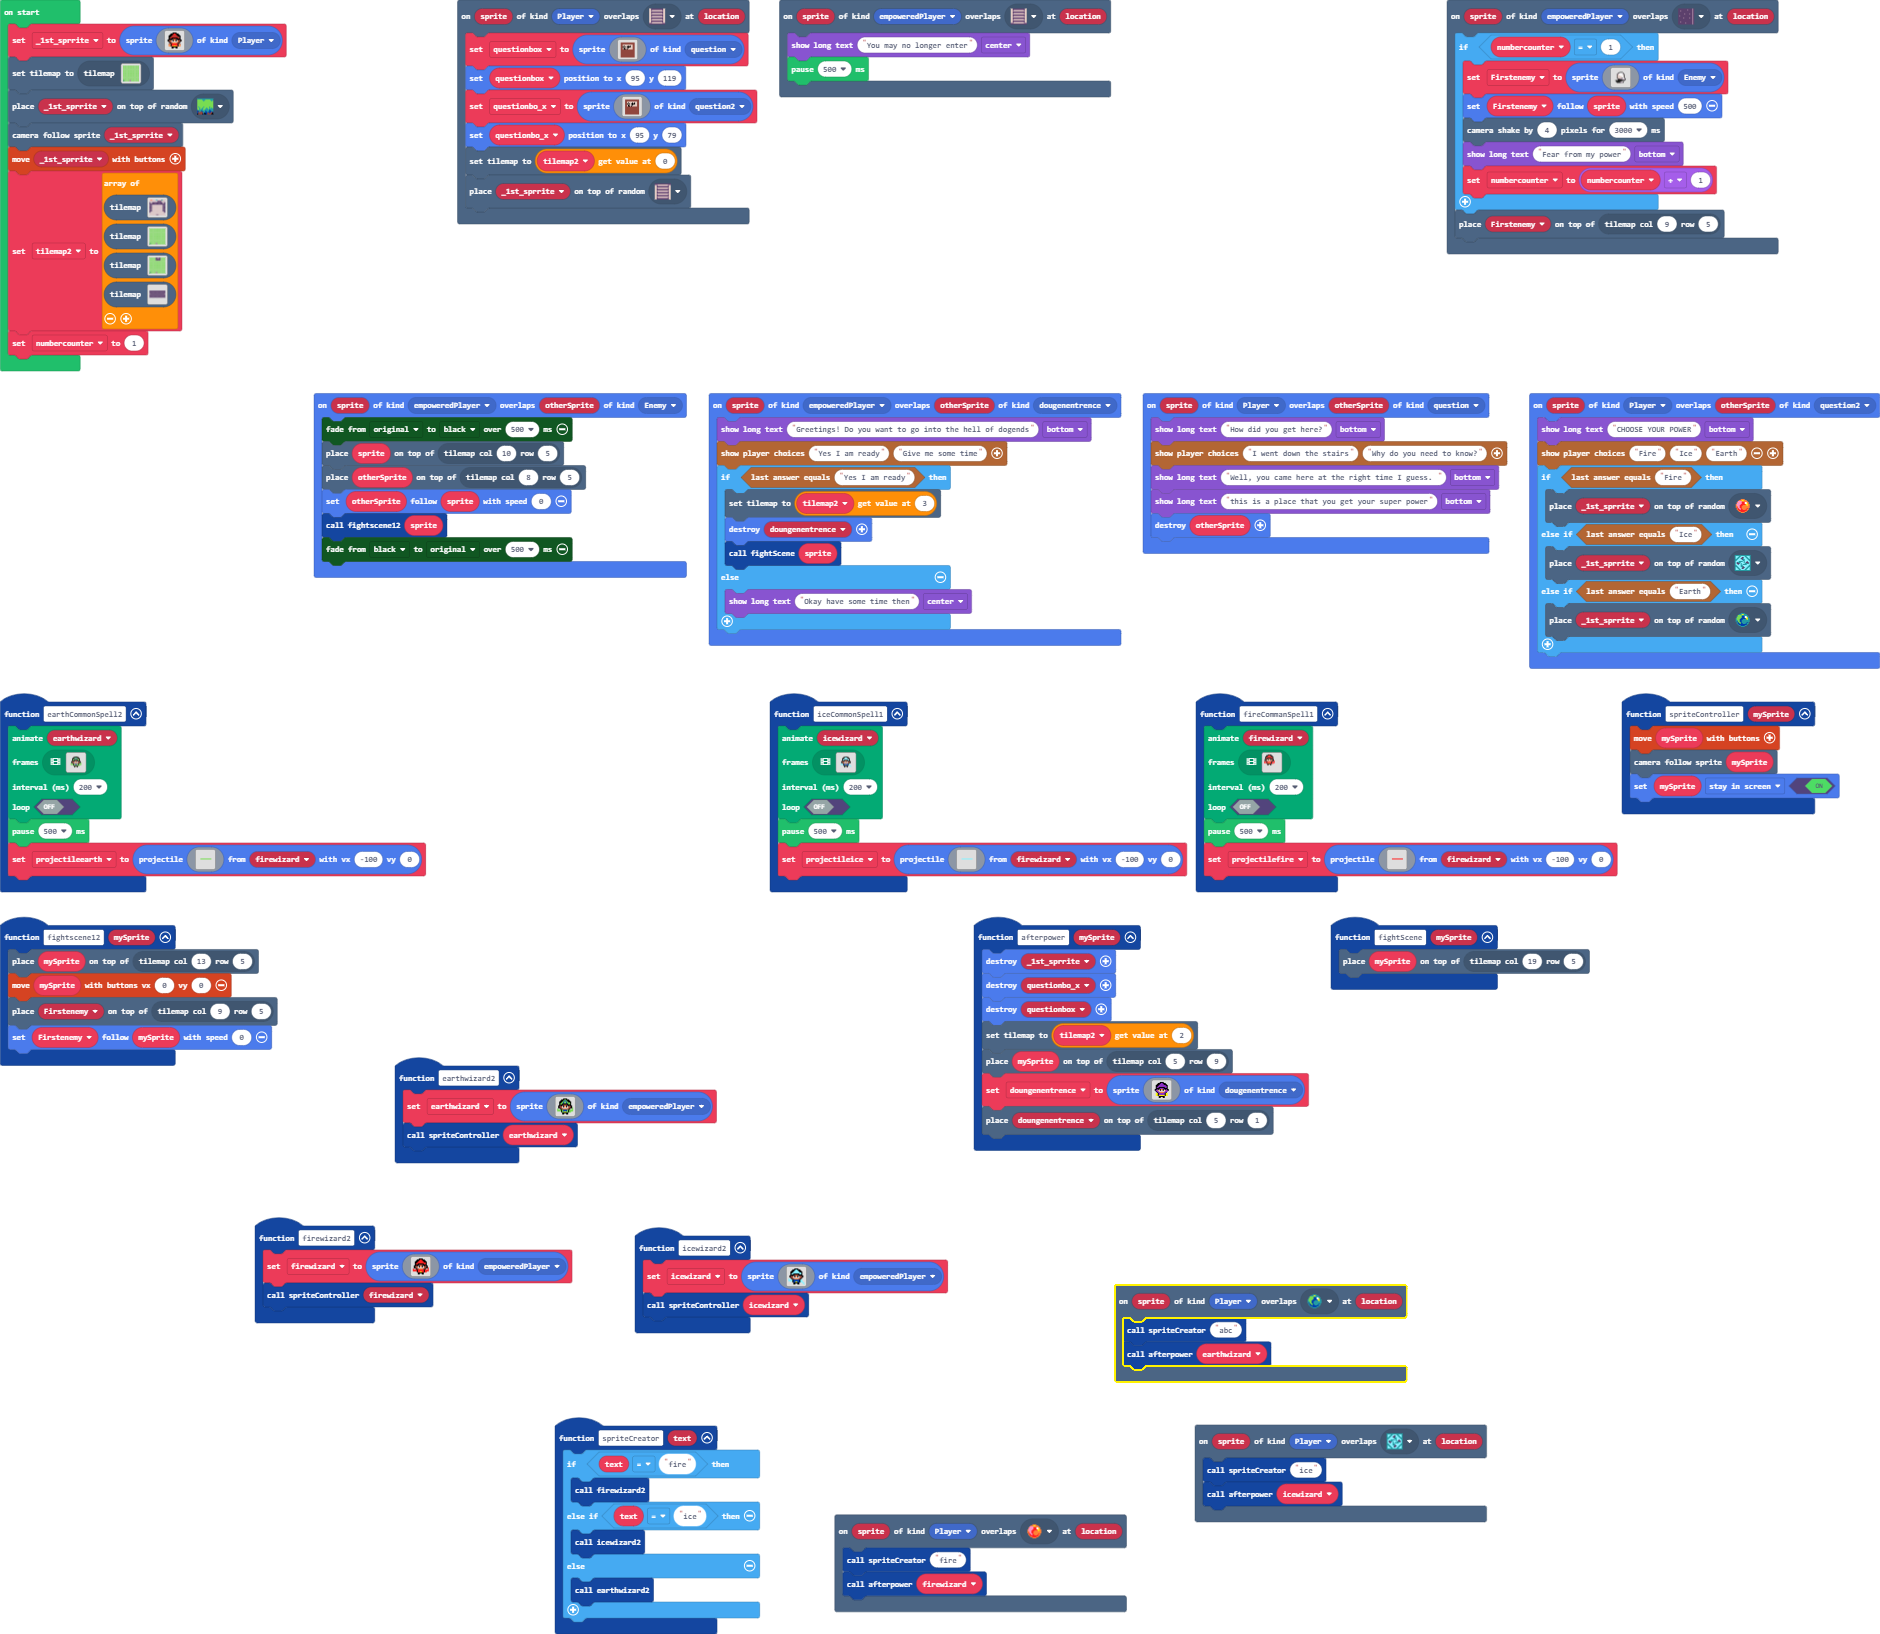 on start
set _1st_sprrite to sprite of kind Player
set tilemap to tilemap
place _1st_sprrite on top of random
camera follow sprite _1st_sprrite
move _1st_sprrite with buttons
set tilemap2 to array of
tilemap
tilemap
tilemap
tilemap
set numbercounter to 1
on sprite of kind Player overlaps at location
set questionbox to sprite of kind question
set questionbox position to x 95 y 119
set questionbo_x to sprite of kind question2
set questionbo_x position to x 95 y 79
set tilemap to tilemap2 get value at 0
place _1st_sprrite on top of random
on sprite of kind empoweredPlayer overlaps at location
show long text "You may no longer enter" center
pause 500 ms
on sprite of kind empoweredPlayer overlaps at location
if numbercounter = 1 then
set Firstenemy to sprite of kind Enemy
set Firstenemy follow sprite with speed 500
camera shake by 4 pixels for 3000 ms
show long text "Fear from my power" bottom
set numbercounter to numbercounter + 1
place Firstenemy on top of tilemap col 9 row 5
on sprite of kind empoweredPlayer overlaps otherSprite of kind Enemy
fade from original to black over 500 ms
place sprite on top of tilemap col 10 row 5
place otherSprite on top of tilemap col 8 row 5
set otherSprite follow sprite with speed 0
call fightscene12 sprite
fade from black to original over 500 ms
on sprite of kind empoweredPlayer overlaps otherSprite of kind dougenentrence
show long text "Greetings! Do you want to go into the hell of dogends" bottom
show player choices "Yes I am ready" "Give me some time"
if last answer equals "Yes I am ready" then
set tilemap to tilemap2 get value at 3
destroy doungenentrence
call fightScene sprite
else
show long text "Okay have some time then" center
on sprite of kind Player overlaps otherSprite of kind question
show long text "How did you get here?" bottom
show player choices "I went down the stairs" "Why do you need to know?"
show long text "Well, you came here at the right time I guess. " bottom
show long text "this is a place that you get your super power" bottom
destroy otherSprite
on sprite of kind Player overlaps otherSprite of kind question2
show long text "CHOOSE YOUR POWER" bottom
show player choices "Fire" "Ice" "Earth"
if last answer equals "Fire" then
place _1st_sprrite on top of random
else if last answer equals "Ice" then
place _1st_sprrite on top of random
else if last answer equals "Earth" then
place _1st_sprrite on top of random
function earthCommonSpell2
animate earthwizard
frames
interval (ms) 200
loop OFF
pause 500 ms
set projectileearth to projectile from firewizard with vx -100 vy 0
function iceCommonSpell1
animate icewizard
frames
interval (ms) 200
loop OFF
pause 500 ms
set projectileice to projectile from firewizard with vx -100 vy 0
function fireCommanSpell1
animate firewizard
frames
interval (ms) 200
loop OFF
pause 500 ms
set projectilefire to projectile from firewizard with vx -100 vy 0
function spriteController mySprite
move mySprite with buttons
camera follow sprite mySprite
set mySprite stay in screen ON
function fightscene12 mySprite
place mySprite on top of tilemap col 13 row 5
move mySprite with buttons vx 0 vy 0
place Firstenemy on top of tilemap col 9 row 5
set Firstenemy follow mySprite with speed 0
function earthwizard2
set earthwizard to sprite of kind empoweredPlayer
call spriteController earthwizard
function afterpower mySprite
destroy _1st_sprrite
destroy questionbo_x
destroy questionbox
set tilemap to tilemap2 get value at 2
place mySprite on top of tilemap col 5 row 9
set doungenentrence to sprite of kind dougenentrence
place doungenentrence on top of tilemap col 5 row 1
function fightScene mySprite
place mySprite on top of tilemap col 19 row 5
function firewizard2
set firewizard to sprite of kind empoweredPlayer
call spriteController firewizard
function icewizard2
set icewizard to sprite of kind empoweredPlayer
call spriteController icewizard
on sprite of kind Player overlaps at location
call spriteCreator "abc"
call afterpower earthwizard
function spriteCreator text
if text = "fire" then
call firewizard2
else if text = "ice" then
call icewizard2
else
call earthwizard2
on sprite of kind Player overlaps at location
call spriteCreator "fire"
call afterpower firewizard
on sprite of kind Player overlaps at location
call spriteCreator "ice"
call afterpower icewizard